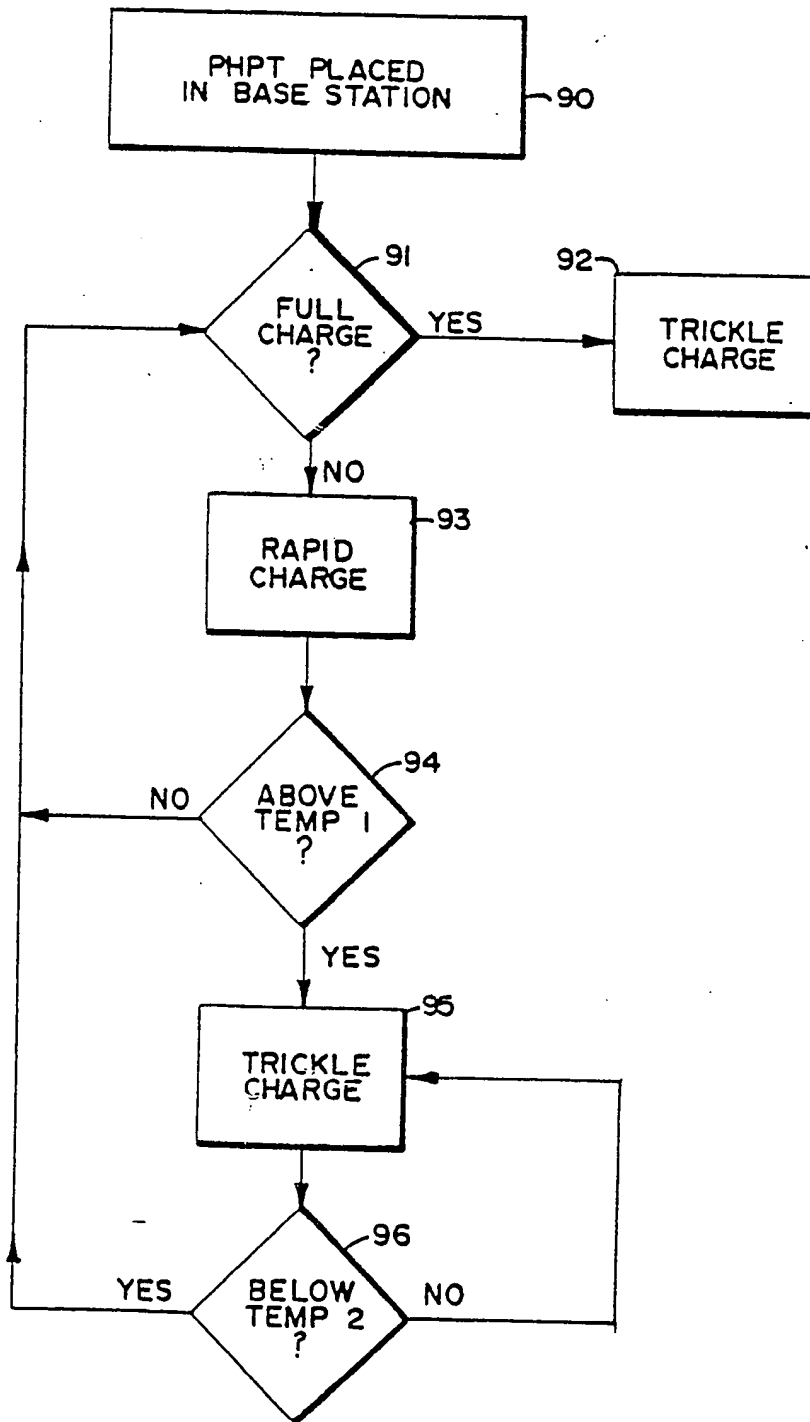 PHPT PLACED
IN BASE STATION
90
91
FULL
CHARGE
?
YES
92
TRICKLE
CHARGE
NO
93
RAPID
CHARGE
94
ABOVE
TEMP 1
?
NO
YES
95
TRICKLE
CHARGE
96
BELOW
TEMP 2
?
YES
NO